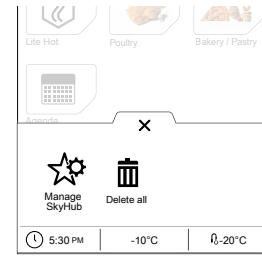 Lite Hot
Poultry
Bakery / Pastry
Agenda
Manage
SkyHub
Delete all
5:30 PM
-10°C
-20°C